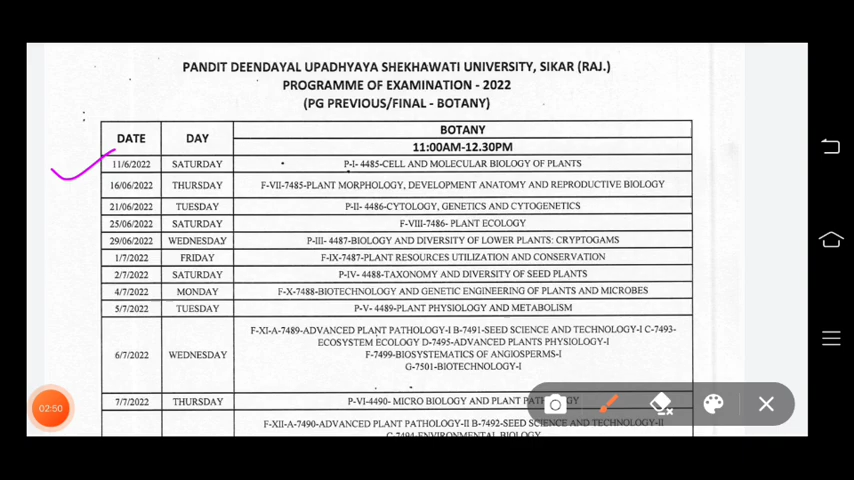 PANDIT DEENDAYAL UPADHYAYA SHEKHAWATI UNIVERSITY, SIKAR (RAJ.)
PROGRAMME OF EXAMINATION - 2022
(PG PREVIOUS/FINAL - BOTANY)
DATE DAY BOTANY
11:00AM-12.30PM
11/6/2022 SATURDAY P-I- 4485-CELL AND MOLECULAR BIOLOGY OF PLANTS
16/06/2022 THURSDAY F-VII-7485-PLANT MORPHOLOGY, DEVELOPMENT ANATOMY AND REPRODUCTIVE BIOLOGY
21/06/2022 TUESDAY P-II- 4486-CYTOLOGY, GENETICS AND CYTOGENETICS
25/06/2022 SATURDAY F-VIII-7486- PLANT ECOLOGY
29/06/2022 WEDNESDAY P-III- 4487-BIOLOGY AND DIVERSITY OF LOWER PLANTS: CRYPTOGAMS
1/7/2022 FRIDAY F-IX-7487-PLANT RESOURCES UTILIZATION AND CONSERVATION
2/7/2022 SATURDAY P-IV- 4488-TAXONOMY AND DIVERSITY OF SEED PLANTS
4/7/2022 MONDAY F-X-7488-BIOTECHNOLOGY AND GENETIC ENGINEERING OF PLANTS AND MICROBES
5/7/2022 TUESDAY P-V- 4489-PLANT PHYSIOLOGY AND METABOLISM
6/7/2022 WEDNESDAY F-XI-A-7489-ADVANCED PLANT PATHOLOGY-I B-7491-SEED SCIENCE AND TECHNOLOGY-I C-7493-
ECOSYSTEM ECOLOGY D-7495-ADVANCED PLANTS PHYSIOLOGY-I
F-7499-BIOSYSTEMATICS OF ANGIOSPERMS-I
G-7501-BIOTECHNOLOGY-I
7/7/2022 THURSDAY P-VI-4490- MICRO BIOLOGY AND PLANT PATHOLOGY
F-XII-A-7490-ADVANCED PLANT PATHOLOGY-II B-7492-SEED SCIENCE AND TECHNOLOGY-II
C-7494-ENVIRONMENTAL BIOLOGY
02:50